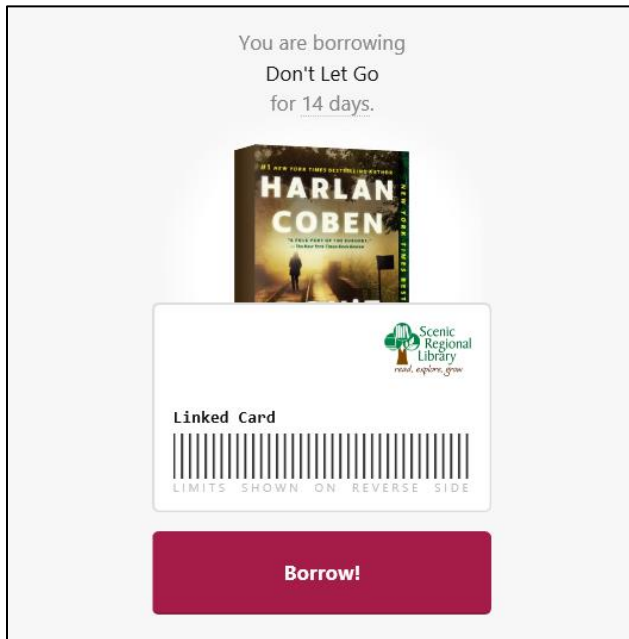 You are borrowing
Don't Let Go
for 14 days.
#1 NEW YORK TIMES BESTSELLING AUTHOR
HARLAN
COBEN
NEW YORK TIMES BEST
Scenic
Regional
Library
read, explore, grow
Linked Card
LIMITS SHOWN ON REVERSE SIDE
Borrow!